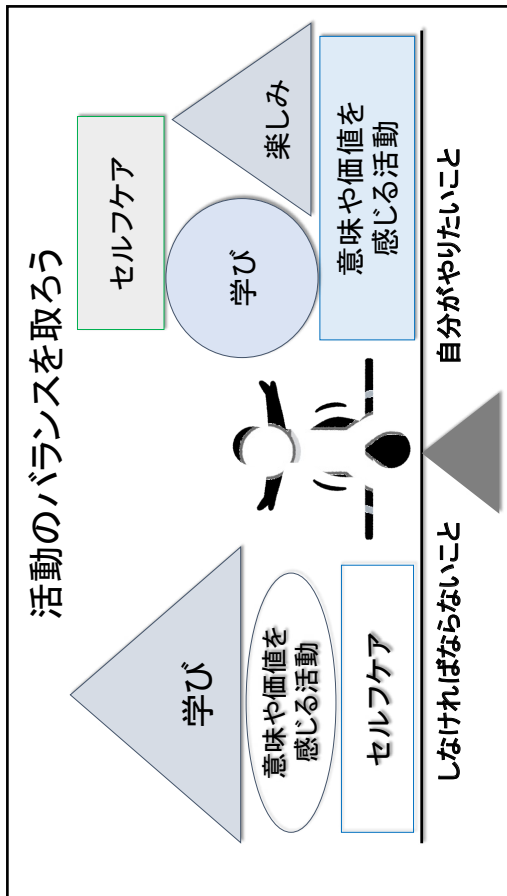 活動のバランスを取ろう
学び
意味や価値を
感じる活動
セルフケア
しなければならないこと
セルフケア
学び
楽しみ
意味や価値を
感じる活動
自分がやりたいこと